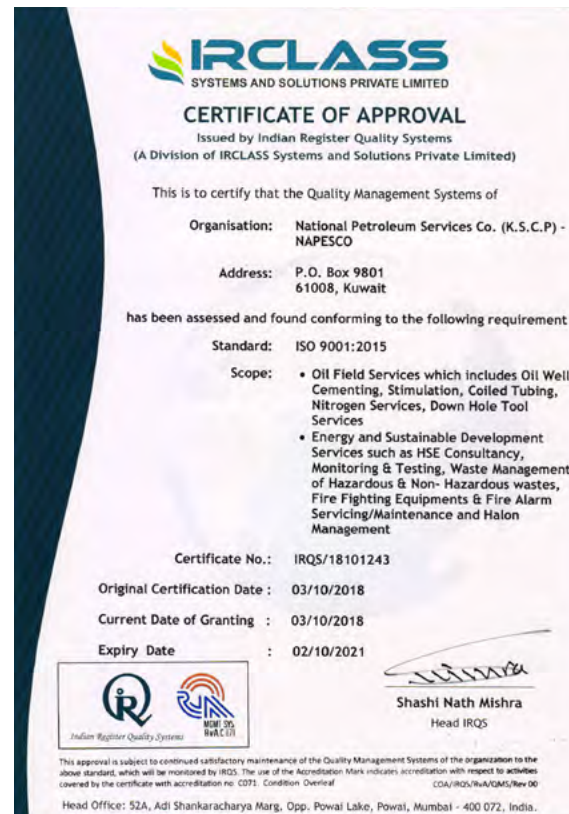 IRCLASS
SYSTEMS AND SOLUTIONS PRIVATE LIMITED
CERTIFICATE OF APPROVAL
Issued by Indian Register Quality Systems
(A Division of IRCLASS Systems and Solutions Private Limited)
This is to certify that the Quality Management Systems of
Organisation: National Petroleum Services Co. (K.S.C.P) -
NAPESCO
Address: P.O. Box 9801
61008, Kuwait
has been assessed and found conforming to the following requirement
Standard: ISO 9001:2015
Scope: • Oil Field Services which includes Oil Well
Cementing, Stimulation, Coiled Tubing,
Nitrogen Services, Down Hole Tool
Services
• Energy and Sustainable Development
Services such as HSE Consultancy,
Monitoring & Testing, Waste Management
of Hazardous & Non- Hazardous wastes,
Fire Fighting Equipments & Fire Alarm
Servicing/Maintenance and Halon
Management
Certificate No.: IRQS/18101243
Original Certification Date : 03/10/2018
Current Date of Granting : 03/10/2018
Expiry Date : 02/10/2021
Indian Register Quality Systems
MGMT SYS.
RvA C 071
Shashi Nath Mishra
Head IRQS
This approval is subject to continued satisfactory maintenance of the Quality Management Systems of the organization to the
above standard, which will be monitored by IRQS. The use of the Accreditation Mark indicates accreditation with respect to activities
covered by the certificate with accreditation no. C071. Condition Overleaf COA/IRQS/RvA/QMS/Rev 00
Head Office: 52A, Adi Shankaracharya Marg, Opp. Powai Lake, Powai, Mumbai - 400 072, India.